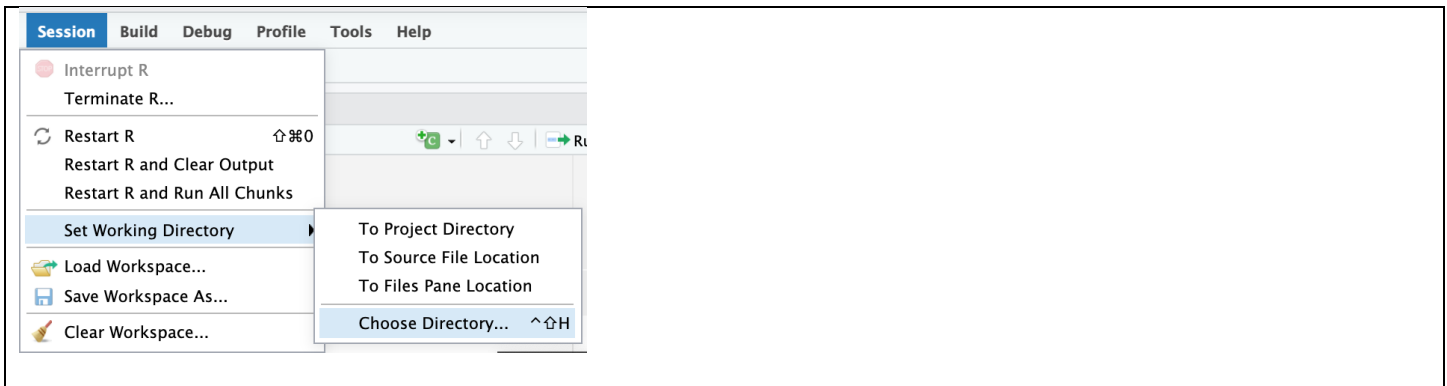 Session Build Debug Profile Tools Help
Interrupt R
Terminate R...
Restart R ⇧⌘0
Restart R and Clear Output
Restart R and Run All Chunks
Set Working Directory
To Project Directory
To Source File Location
To Files Pane Location
Choose Directory... ^⇧H
Load Workspace...
Save Workspace As...
Clear Workspace...